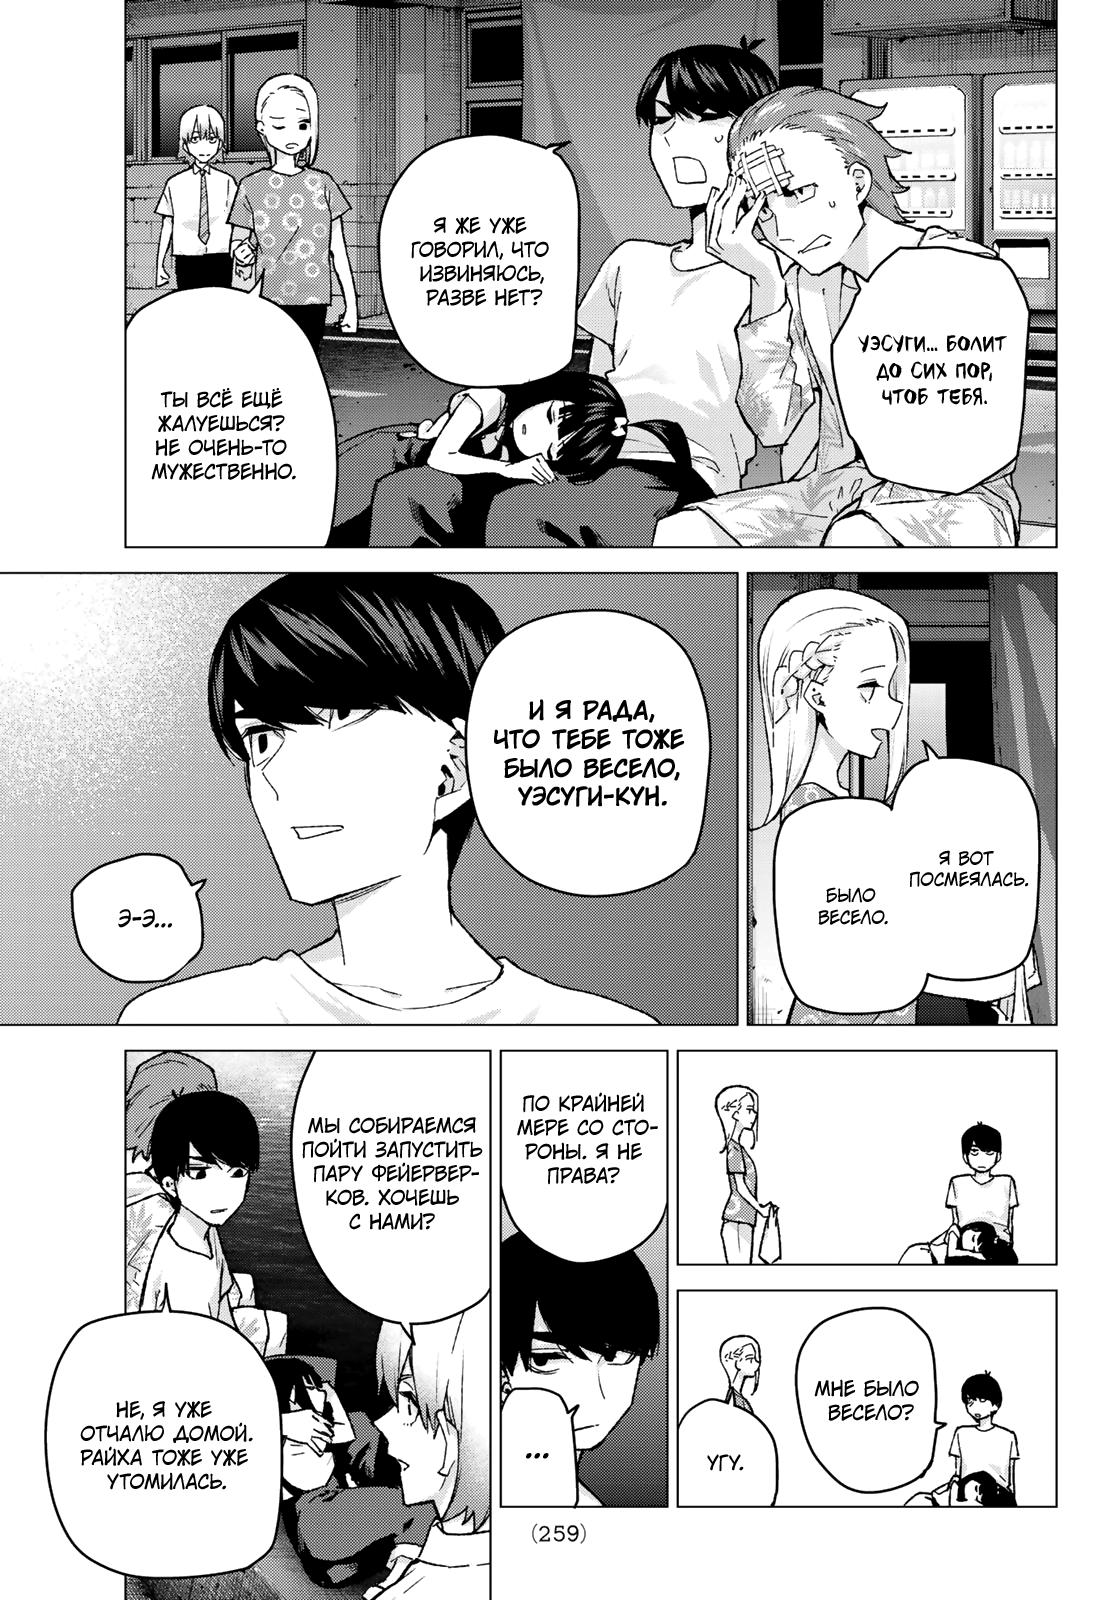 УЭСУГИ... БОЛИТ
ДО СИХ ПОР,
ЧТОБ ТЕБЯ.
Я ЖЕ УЖЕ
ГОВОРИЛ, ЧТО
ИЗВИНЯЮСЬ,
РАЗВЕ НЕТ?
ТЫ ВСЁ ЕЩЁ
ЖАЛУЕШЬСЯ?
НЕ ОЧЕНЬ-ТО
МУЖЕСТВЕННО.
Я ВОТ
ПОСМЕЯЛАСЬ.
БЫЛО
ВЕСЕЛО.
И Я РАДА,
ЧТО ТЕБЕ ТОЖЕ
БЫЛО ВЕСЕЛО,
УЭСУГИ-КУН.
Э-Э...
МНЕ БЫЛО
ВЕСЕЛО?
УГУ.
ПО КРАЙНЕЙ
МЕРЕ СО СТО-
РОНЫ. Я НЕ
ПРАВА?
...
МЫ СОБИРАЕМСЯ
ПОЙТИ ЗАПУСТИТЬ
ПАРУ ФЕЙЕРВЕР-
КОВ. ХОЧЕШЬ
С НАМИ?
НЕ, Я УЖЕ
ОТЧАЛЮ ДОМОЙ.
РАЙХА ТОЖЕ УЖЕ
УТОМИЛАСЬ.
(259)